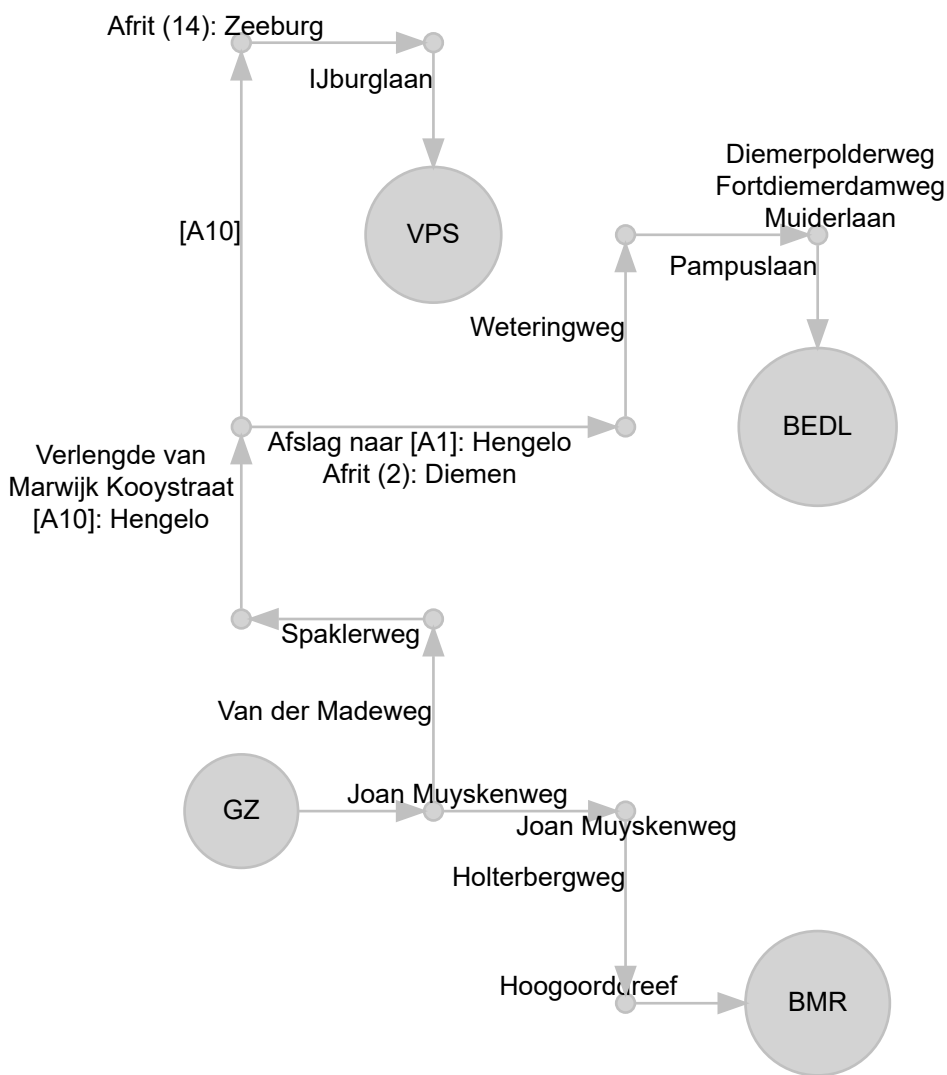 Afrit (14): Zeeburg
IJburglaan
VPS
[A10]
Diemerpolderweg
Fortdiemerdamweg
Muiderlaan
Pampuslaan
Weteringweg
BEDL
Afslag naar [A1]: Hengelo
Afrit (2): Diemen
Verlengde van
Marwijk Kooystraat
[A10]: Hengelo
Spaklerweg
Van der Madeweg
GZ
Joan Muyskenweg
Joan Muyskenweg
Holterbergweg
Hoogoorddreef
BMR